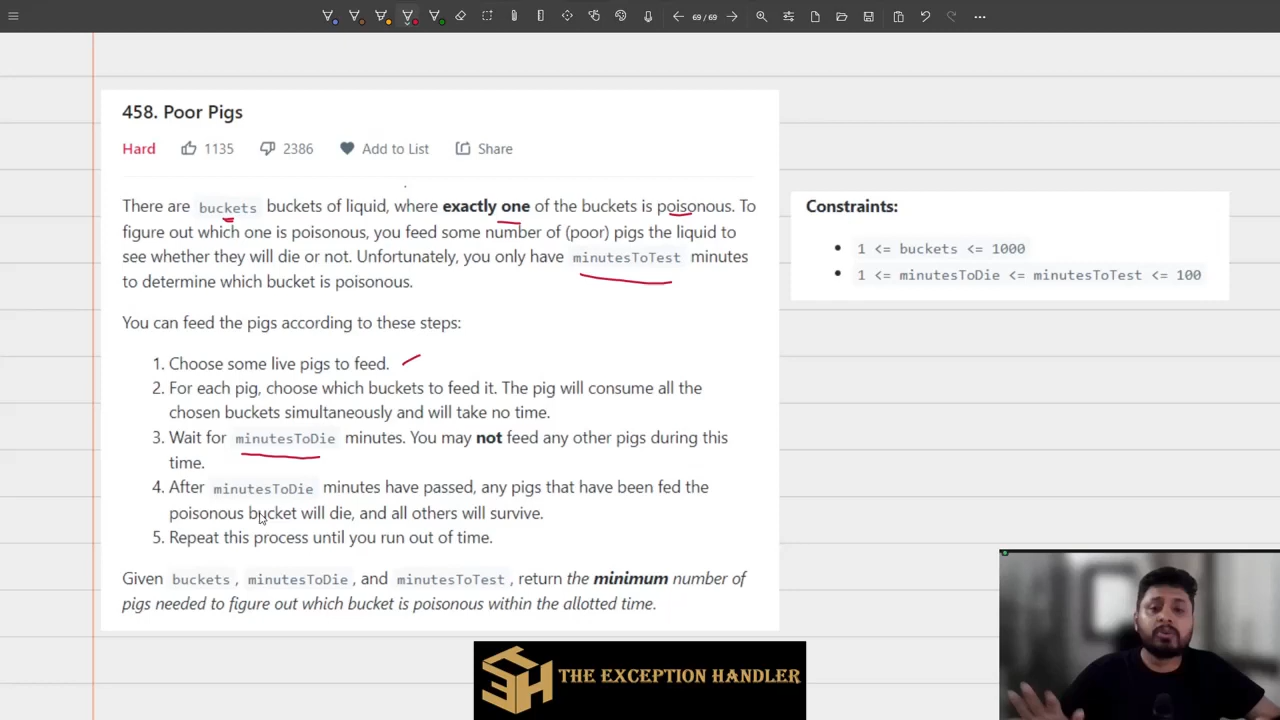 69 / 69
458. Poor Pigs
Hard 1135 2386 Add to List Share
There are buckets buckets of liquid, where exactly one of the buckets is poisonous. To
figure out which one is poisonous, you feed some number of (poor) pigs the liquid to
see whether they will die or not. Unfortunately, you only have minutesToTest minutes
to determine which bucket is poisonous.
You can feed the pigs according to these steps:
1. Choose some live pigs to feed.
2. For each pig, choose which buckets to feed it. The pig will consume all the
chosen buckets simultaneously and will take no time.
3. Wait for minutesToDie minutes. You may not feed any other pigs during this
time.
4. After minutesToDie minutes have passed, any pigs that have been fed the
poisonous bucket will die, and all others will survive.
5. Repeat this process until you run out of time.
Given buckets, minutesToDie, and minutesToTest, return the minimum number of
pigs needed to figure out which bucket is poisonous within the allotted time.
Constraints:
• 1 <= buckets <= 1000
• 1 <= minutesToDie <= minutesToTest <= 100
TEH
THE EXCEPTION HANDLER